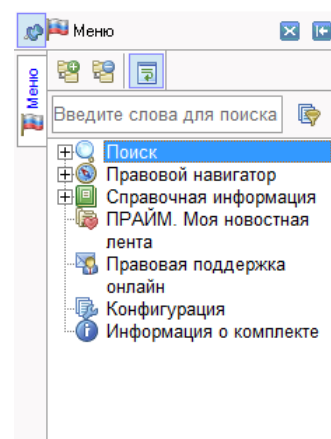 Меню
Меню
Введите слова для поиска
Поиск
Правовой навигатор
Справочная информация
ПРАЙМ. Моя новостная
лента
Правовая поддержка
онлайн
Конфигурация
Информация о комплекте